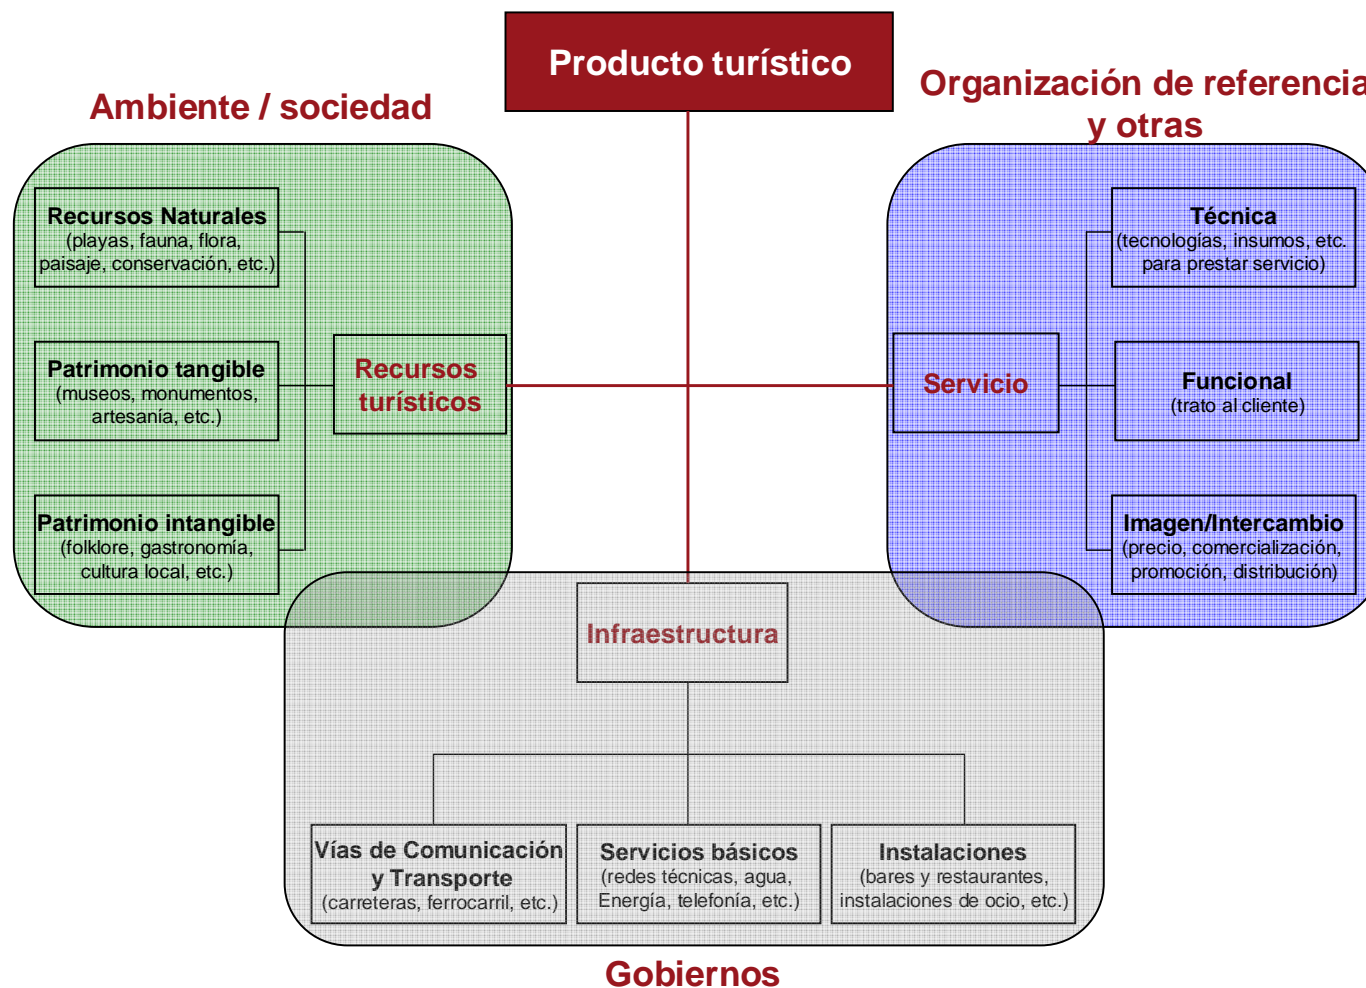 Producto turístico
Ambiente / sociedad
Organización de referencia
y otras
Recursos Naturales
(playas, fauna, flora,
paisaje, conservación, etc.)
Patrimonio tangible
(museos, monumentos,
artesanía, etc.)
Patrimonio intangible
(folklore, gastronomía,
cultura local, etc.)
Recursos
turísticos
Servicio
Técnica
(tecnologías, insumos, etc.
para prestar servicio)
Funcional
(trato al cliente)
Imagen/Intercambio
(precio, comercialización,
promoción, distribución)
Infraestructura
Vías de Comunicación
y Transporte
(carreteras, ferrocarril, etc.)
Servicios básicos
(redes técnicas, agua,
Energía, telefonía, etc.)
Instalaciones
(bares y restaurantes,
instalaciones de ocio, etc.)
Gobiernos